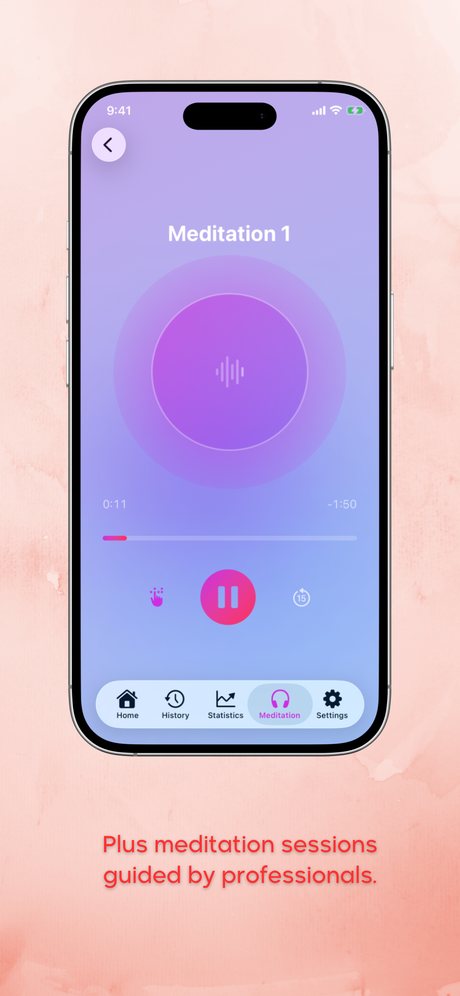 9:41
Meditation 1
0:11 -1:50
15
Home History Statistics Meditation Settings
Plus meditation sessions
guided by professionals.